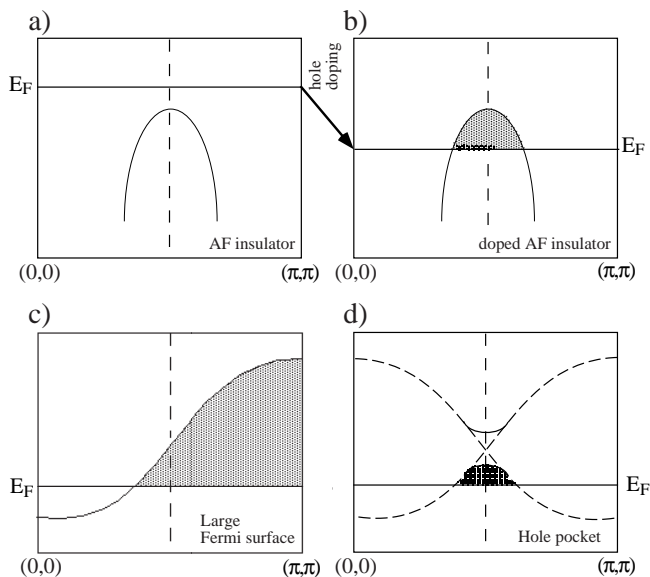 a)
b)
hole
doping
E_F
E_F
AF insulator
doped AF insulator
(0,0)
(π,π)
(0,0)
(π,π)
c)
d)
E_F
E_F
Large
Fermi surface
Hole pocket
(0,0)
(π,π)
(0,0)
(π,π)